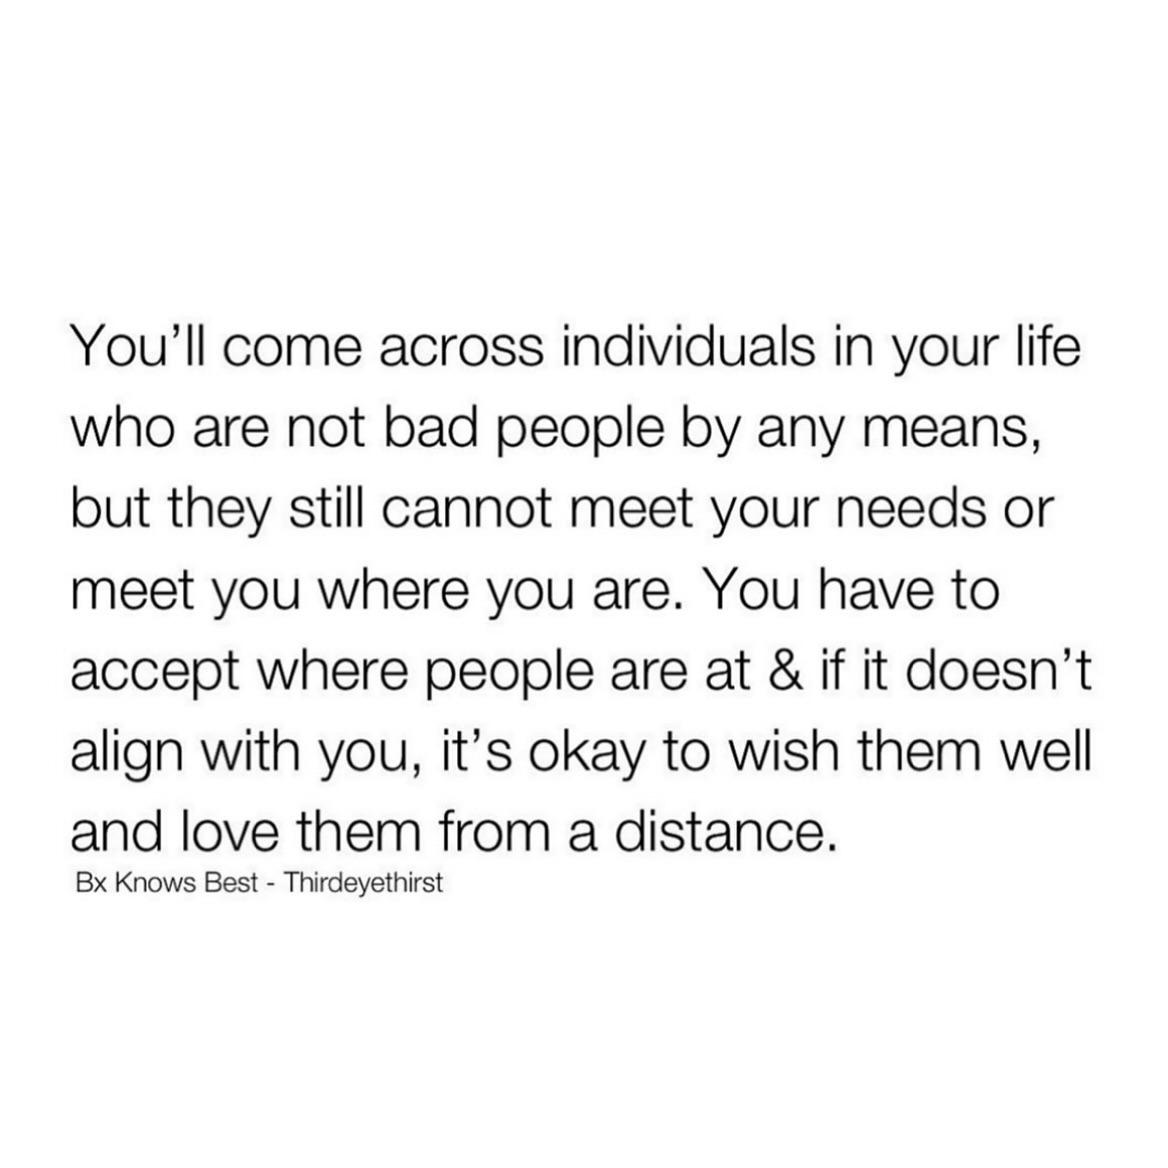 You’ll come across individuals in your life
who are not bad people by any means,
but they still cannot meet your needs or
meet you where you are. You have to
accept where people are at & if it doesn’t
align with you, it’s okay to wish them well
and love them from a distance.
Bx Knows Best - Thirdeyethirst